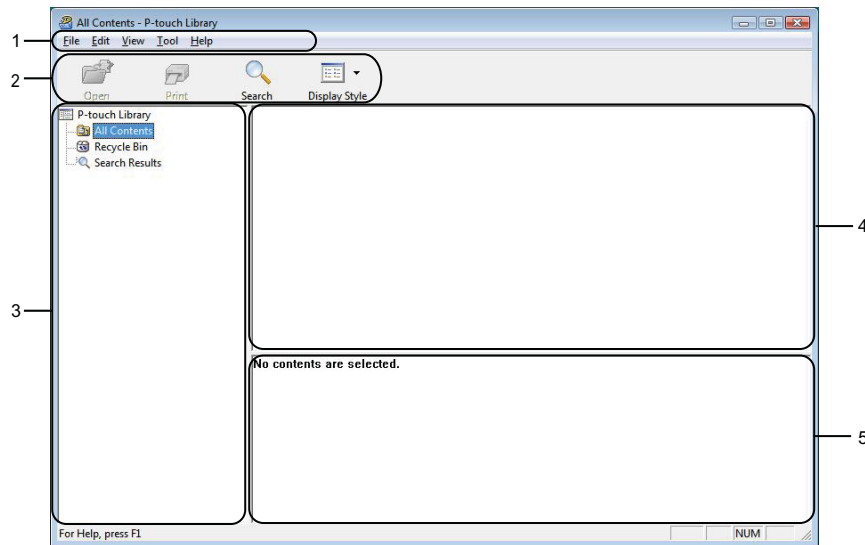 All Contents - P-touch Library
1
File Edit View Tool Help
2
Open Print Search Display Style
P-touch Library
All Contents
Recycle Bin
Search Results
4
3
No contents are selected.
5
For Help, press F1 NUM